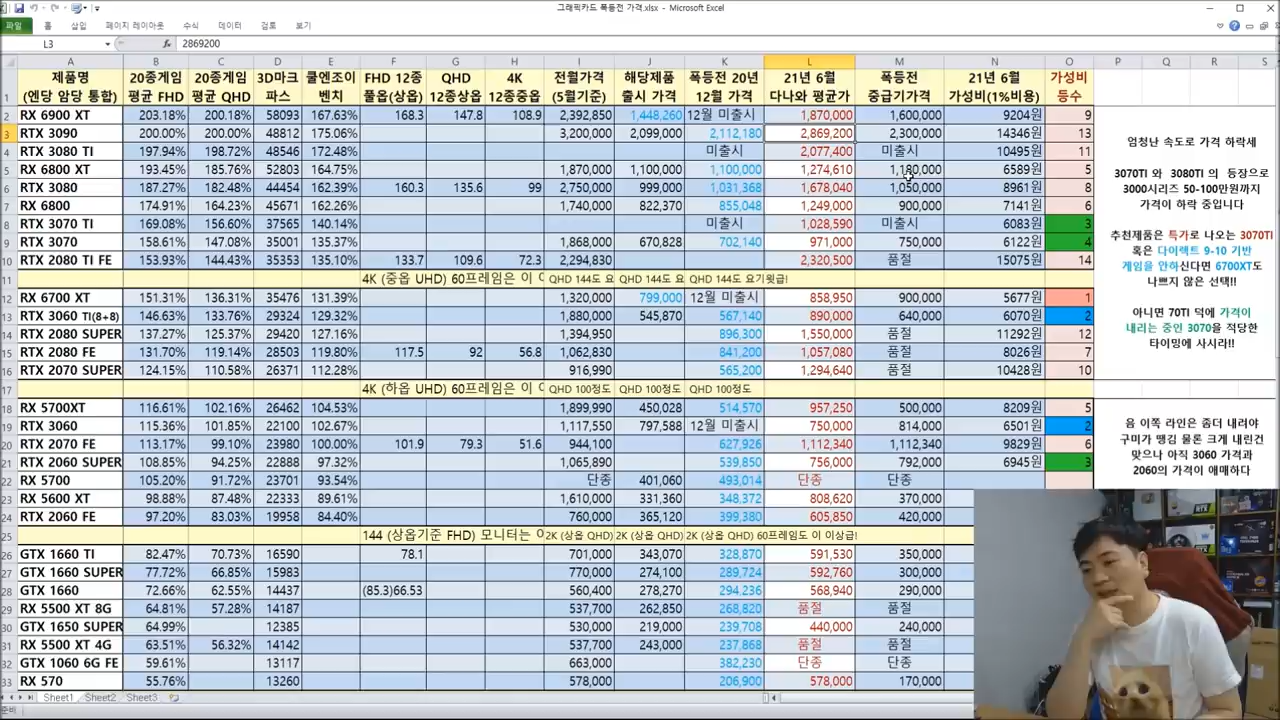 그래픽카드 폭등전 가격.xlsx - Microsoft Excel
파일 홈 삽입 페이지 레이아웃 수식 데이터 검토 보기
L3 fx 2869200
A B C D E F G H I J K L M N O P Q R S
제품명 20종게임 20종게임 3D마크 쿨엔조이 FHD 12종 QHD 4K 전월가격 해당제품 폭등전 20년 21년 6월 폭등전 21년 6월 가성비
1 (엔당 암당 통합) 평균 FHD 평균 QHD 파스 벤치 풀옵(상옵) 12종상옵 12종중옵 (5월기준) 출시 가격 12월 가격 다나와 평균가 중급기가격 가성비(1%비용) 등수
2 RX 6900 XT 203.18% 200.18% 58093 167.63% 168.3 147.8 108.9 2,392,850 1,448,260 12월 미출시 1,870,000 1,600,000 9204원 9
3 RTX 3090 200.00% 200.00% 48812 175.06% 3,200,000 2,099,000 2,112,180 2,869,200 2,300,000 14346원 13
4 RTX 3080 TI 197.94% 198.72% 48546 172.48% 미출시 2,077,400 미출시 10495원 11
5 RX 6800 XT 193.45% 185.76% 52803 164.75% 1,870,000 1,100,000 1,100,000 1,274,610 1,180,000 6589원 5
6 RTX 3080 187.27% 182.48% 44454 162.39% 160.3 135.6 99 2,750,000 999,000 1,031,368 1,678,040 1,050,000 8961원 8
7 RX 6800 174.91% 164.23% 45671 162.26% 1,740,000 822,370 855,048 1,249,000 900,000 7141원 6
8 RTX 3070 TI 169.08% 156.60% 37565 140.14% 미출시 1,028,590 미출시 6083원 3
9 RTX 3070 158.61% 147.08% 35001 135.37% 1,868,000 670,828 702,140 971,000 750,000 6122원 4
10 RTX 2080 TI FE 153.93% 144.43% 35353 135.10% 133.7 109.6 72.3 2,294,830 2,320,500 품절 15075원 14
11 4K (중옵 UHD) 60프레임은 이 QHD 144도 요 QHD 144도 요 QHD 144도 요기윗급!
12 RX 6700 XT 151.31% 136.31% 35476 131.39% 1,320,000 799,000 12월 미출시 858,950 900,000 5677원 1
13 RTX 3060 TI(8+8) 146.63% 133.76% 29324 129.32% 1,880,000 545,870 567,140 890,000 640,000 6070원 2
14 RTX 2080 SUPER 137.27% 125.37% 29420 127.16% 1,394,950 896,300 1,550,000 품절 11292원 12
15 RTX 2080 FE 131.70% 119.14% 28503 119.80% 117.5 92 56.8 1,062,830 841,200 1,057,080 품절 8026원 7
16 RTX 2070 SUPER 124.15% 110.58% 26371 112.28% 916,990 565,200 1,294,640 품절 10428원 10
17 4K (하옵 UHD) 60프레임은 이 QHD 100정도 QHD 100정도 QHD 100정도
18 RX 5700XT 116.61% 102.16% 26462 104.53% 1,899,990 450,028 514,570 957,250 500,000 8209원 5
19 RTX 3060 115.36% 101.85% 22100 102.67% 1,117,550 797,588 12월 미출시 750,000 814,000 6501원 2
20 RTX 2070 FE 113.17% 99.10% 23980 100.00% 101.9 79.3 51.6 944,100 627,926 1,112,340 1,112,340 9829원 6
21 RTX 2060 SUPER 108.85% 94.25% 22888 97.32% 1,065,890 539,850 756,000 792,000 6945원 3
22 RX 5700 105.20% 91.72% 23701 93.54% 단종 401,060 493,014 단종 단종
23 RX 5600 XT 98.88% 87.48% 22333 89.61% 1,610,000 331,360 348,372 808,620 370,000
24 RTX 2060 FE 97.20% 83.03% 19958 84.40% 760,000 365,120 399,380 605,850 420,000
25 144 (상옵기준 FHD) 모니터는 이 2K (상옵 QHD) 2K (상옵 QHD) 2K (상옵 QHD) 60프레임도 이 이상급!
26 GTX 1660 TI 82.47% 70.73% 16590 78.1 701,000 343,070 328,870 591,530 350,000
27 GTX 1660 SUPER 77.72% 66.85% 15983 770,000 274,100 289,724 592,760 300,000
28 GTX 1660 72.66% 62.55% 14437 (85.3)66.53 560,400 278,270 294,236 568,940 290,000
29 RX 5500 XT 8G 64.81% 57.28% 14187 537,700 262,850 268,820 품절 품절
30 GTX 1650 SUPER 64.99% 12385 530,000 219,000 239,708 440,000 240,000
31 RX 5500 XT 4G 63.51% 56.32% 14142 537,700 243,000 237,868 품절 품절
32 GTX 1060 6G FE 59.61% 13117 663,000 382,230 단종 단종
33 RX 570 55.76% 13260 578,000 206,900 578,000 170,000
엄청난 속도로 가격 하락세
3070TI 와 3080TI 의 등장으로
3000시리즈 50-100만원까지
가격이 하락 중입니다
추천제품은 특가로 나오는 3070TI
혹은 다이랙트 9-10 기반
게임을 안하신다면 6700XT도
나쁘지 않은 선택!!
아니면 70TI 덕에 가격이
내리는 중인 3070을 적당한
타이밍에 사시라!!
음 이쪽 라인은 좀더 내려야
구미가 땡김 물론 크게 내린건
맞으나 아직 3060 가격과
2060의 가격이 애매하다
Sheet1 Sheet2 Sheet3
준비